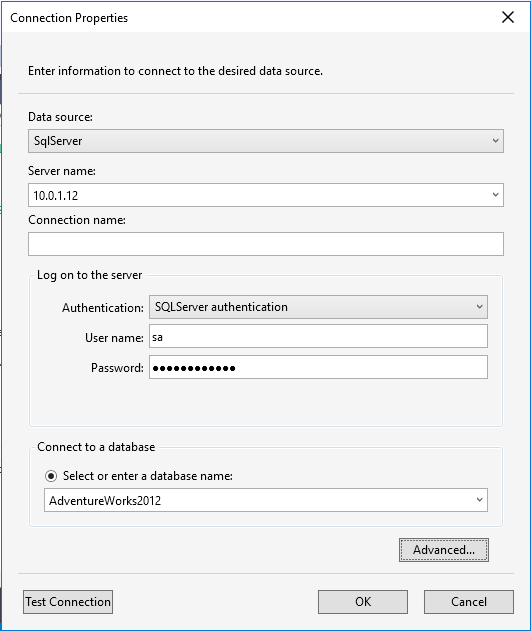 Connection Properties
Enter information to connect to the desired data source.
Data source:
SqlServer
Server name:
10.0.1.12
Connection name:
Log on to the server
Authentication: SQLServer authentication
User name: sa
Password: ●●●●●●●●●●●●
Connect to a database
Select or enter a database name:
AdventureWorks2012
Advanced...
Test Connection OK Cancel